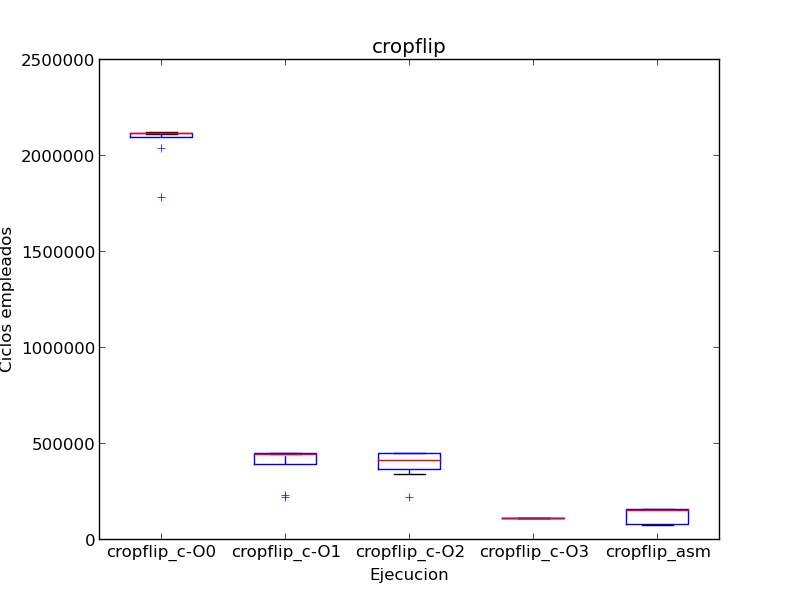 cropflip
2500000
2000000
1500000
1000000
500000
0
Ciclos empleados
cropflip_c-O0 cropflip_c-O1 cropflip_c-O2 cropflip_c-O3 cropflip_asm
Ejecucion